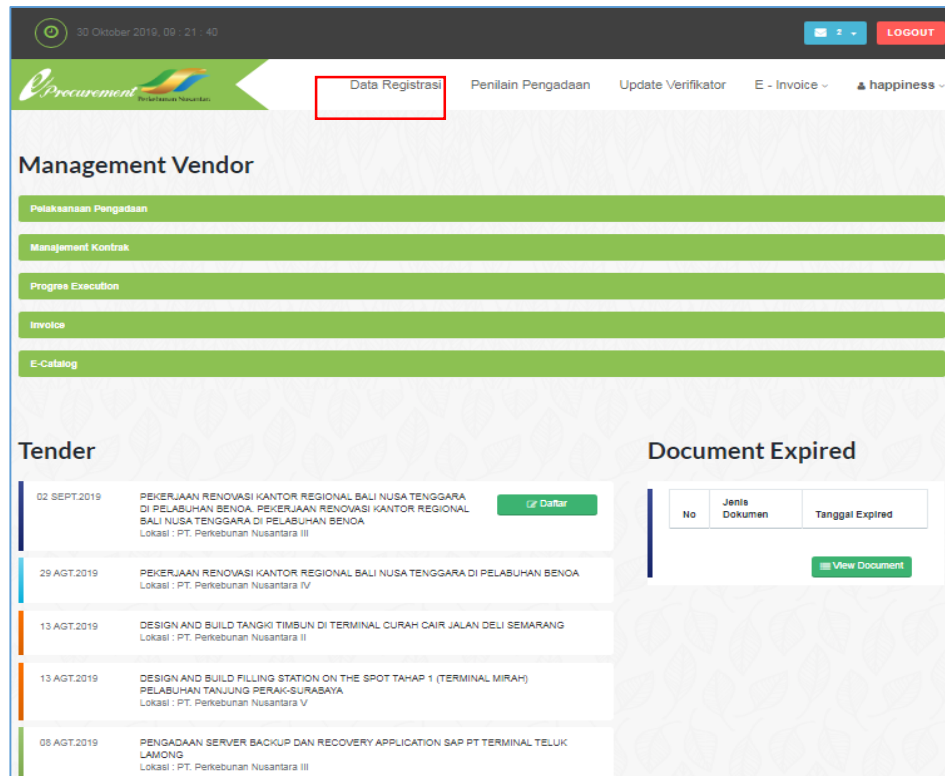 30 Oktober 2019, 09 : 21 : 40
2
LOGOUT
e-Procurement
Perkebunan Nusantara
Data Registrasi
Penilain Pengadaan
Update Verifikator
E - Invoice
happiness
Management Vendor
Pelaksanaan Pengadaan
Manajement Kontrak
Progres Execution
Invoice
E-Catalog
Tender
02 SEPT.2019
PEKERJAAN RENOVASI KANTOR REGIONAL BALI NUSA TENGGARA
DI PELABUHAN BENOA. PEKERJAAN RENOVASI KANTOR REGIONAL
BALI NUSA TENGGARA DI PELABUHAN BENOA
Lokasi : PT. Perkebunan Nusantara III
Daftar
29 AGT.2019
PEKERJAAN RENOVASI KANTOR REGIONAL BALI NUSA TENGGARA DI PELABUHAN BENOA
Lokasi : PT. Perkebunan Nusantara IV
13 AGT.2019
DESIGN AND BUILD TANGKI TIMBUN DI TERMINAL CURAH CAIR JALAN DELI SEMARANG
Lokasi : PT. Perkebunan Nusantara II
13 AGT.2019
DESIGN AND BUILD FILLING STATION ON THE SPOT TAHAP 1 (TERMINAL MIRAH)
PELABUHAN TANJUNG PERAK-SURABAYA
Lokasi : PT. Perkebunan Nusantara V
08 AGT.2019
PENGADAAN SERVER BACKUP DAN RECOVERY APPLICATION SAP PT TERMINAL TELUK
LAMONG
Lokasi : PT. Perkebunan Nusantara III
Document Expired
No
Jenis
Dokumen
Tanggal Expired
View Document